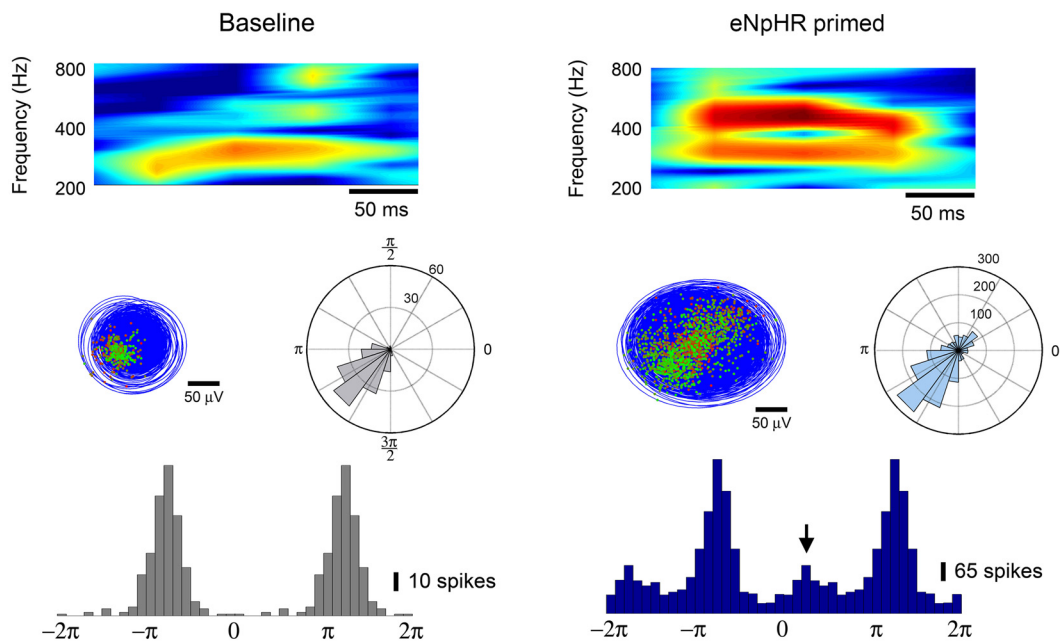 Baseline
eNpHR primed
Frequency (Hz)
800
400
200
50 ms
Frequency (Hz)
800
400
200
50 ms
π/2
60
30
π
0
3π/2
50 μV
300
200
100
π
0
50 μV
10 spikes
−2π −π 0 π 2π
65 spikes
−2π −π 0 π 2π